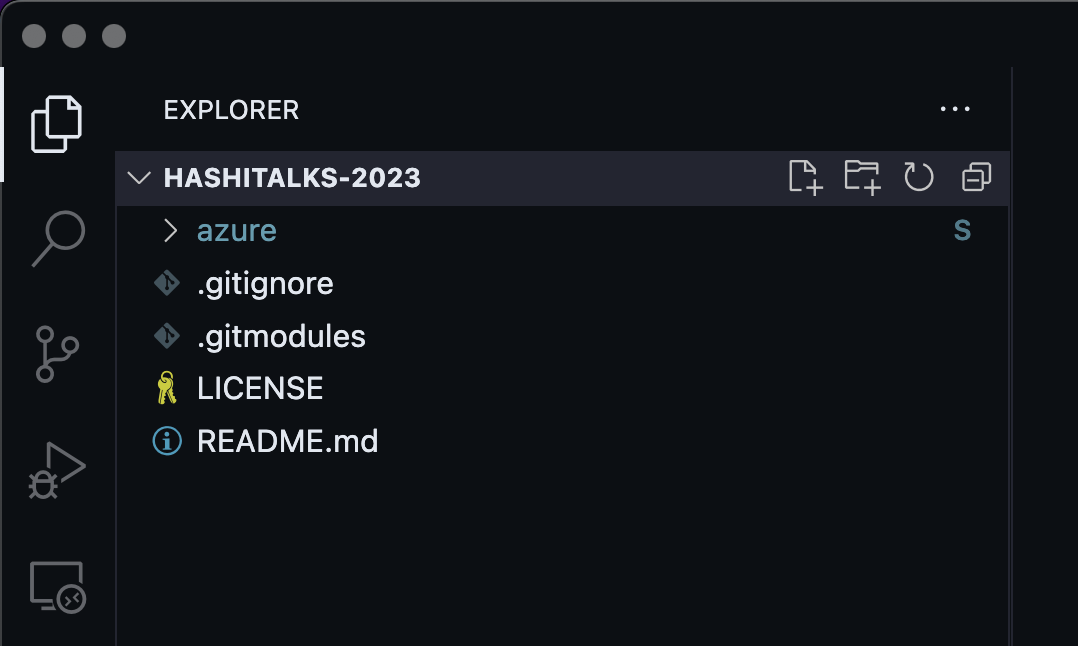 EXPLORER
HASHITALKS-2023
azure S
.gitignore
.gitmodules
LICENSE
README.md